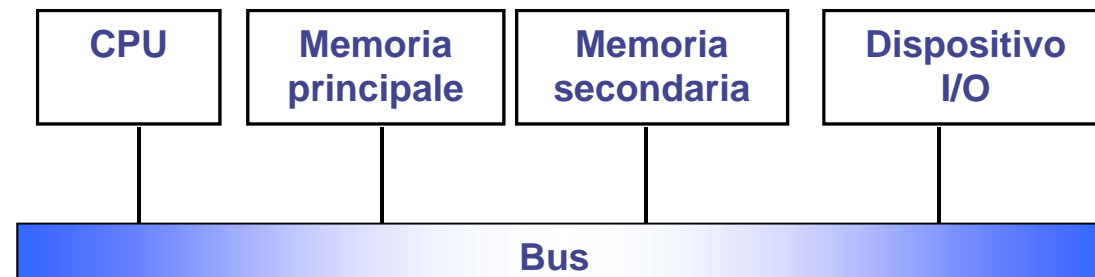 CPU
Memoria
principale
Memoria
secondaria
Dispositivo
I/O
Bus